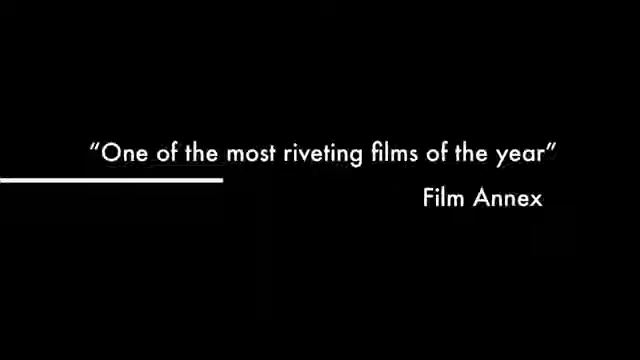 “One of the most riveting films of the year”
Film Annex